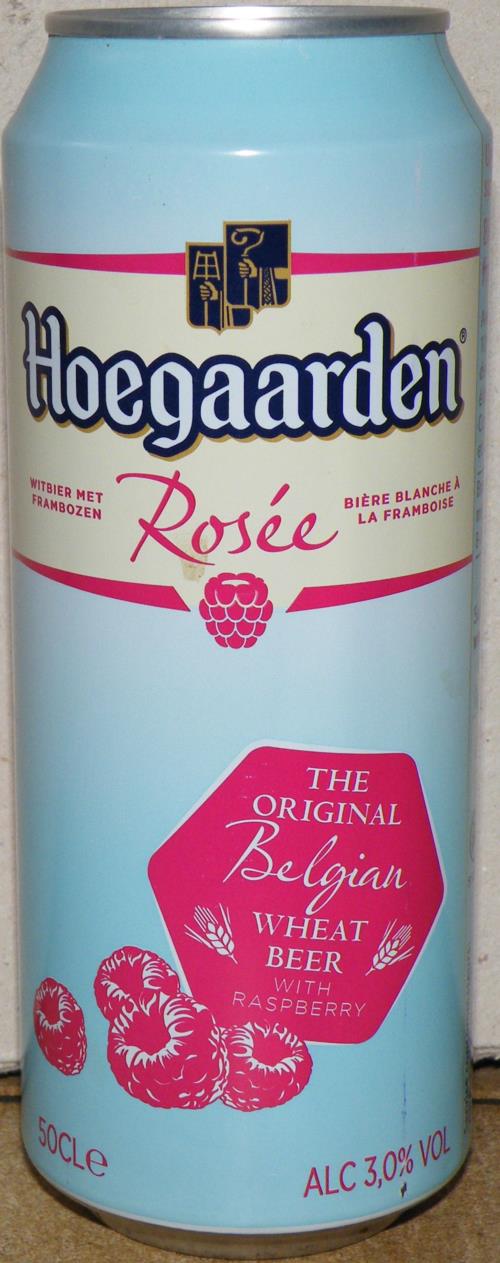 Hoegaarden®
WITBIER MET
FRAMBOZEN
Rosée
BIÈRE BLANCHE À
LA FRAMBOISE
THE
ORIGINAL
Belgian
WHEAT
BEER
WITH
RASPBERRY
50CL℮
ALC 3,0% VOL